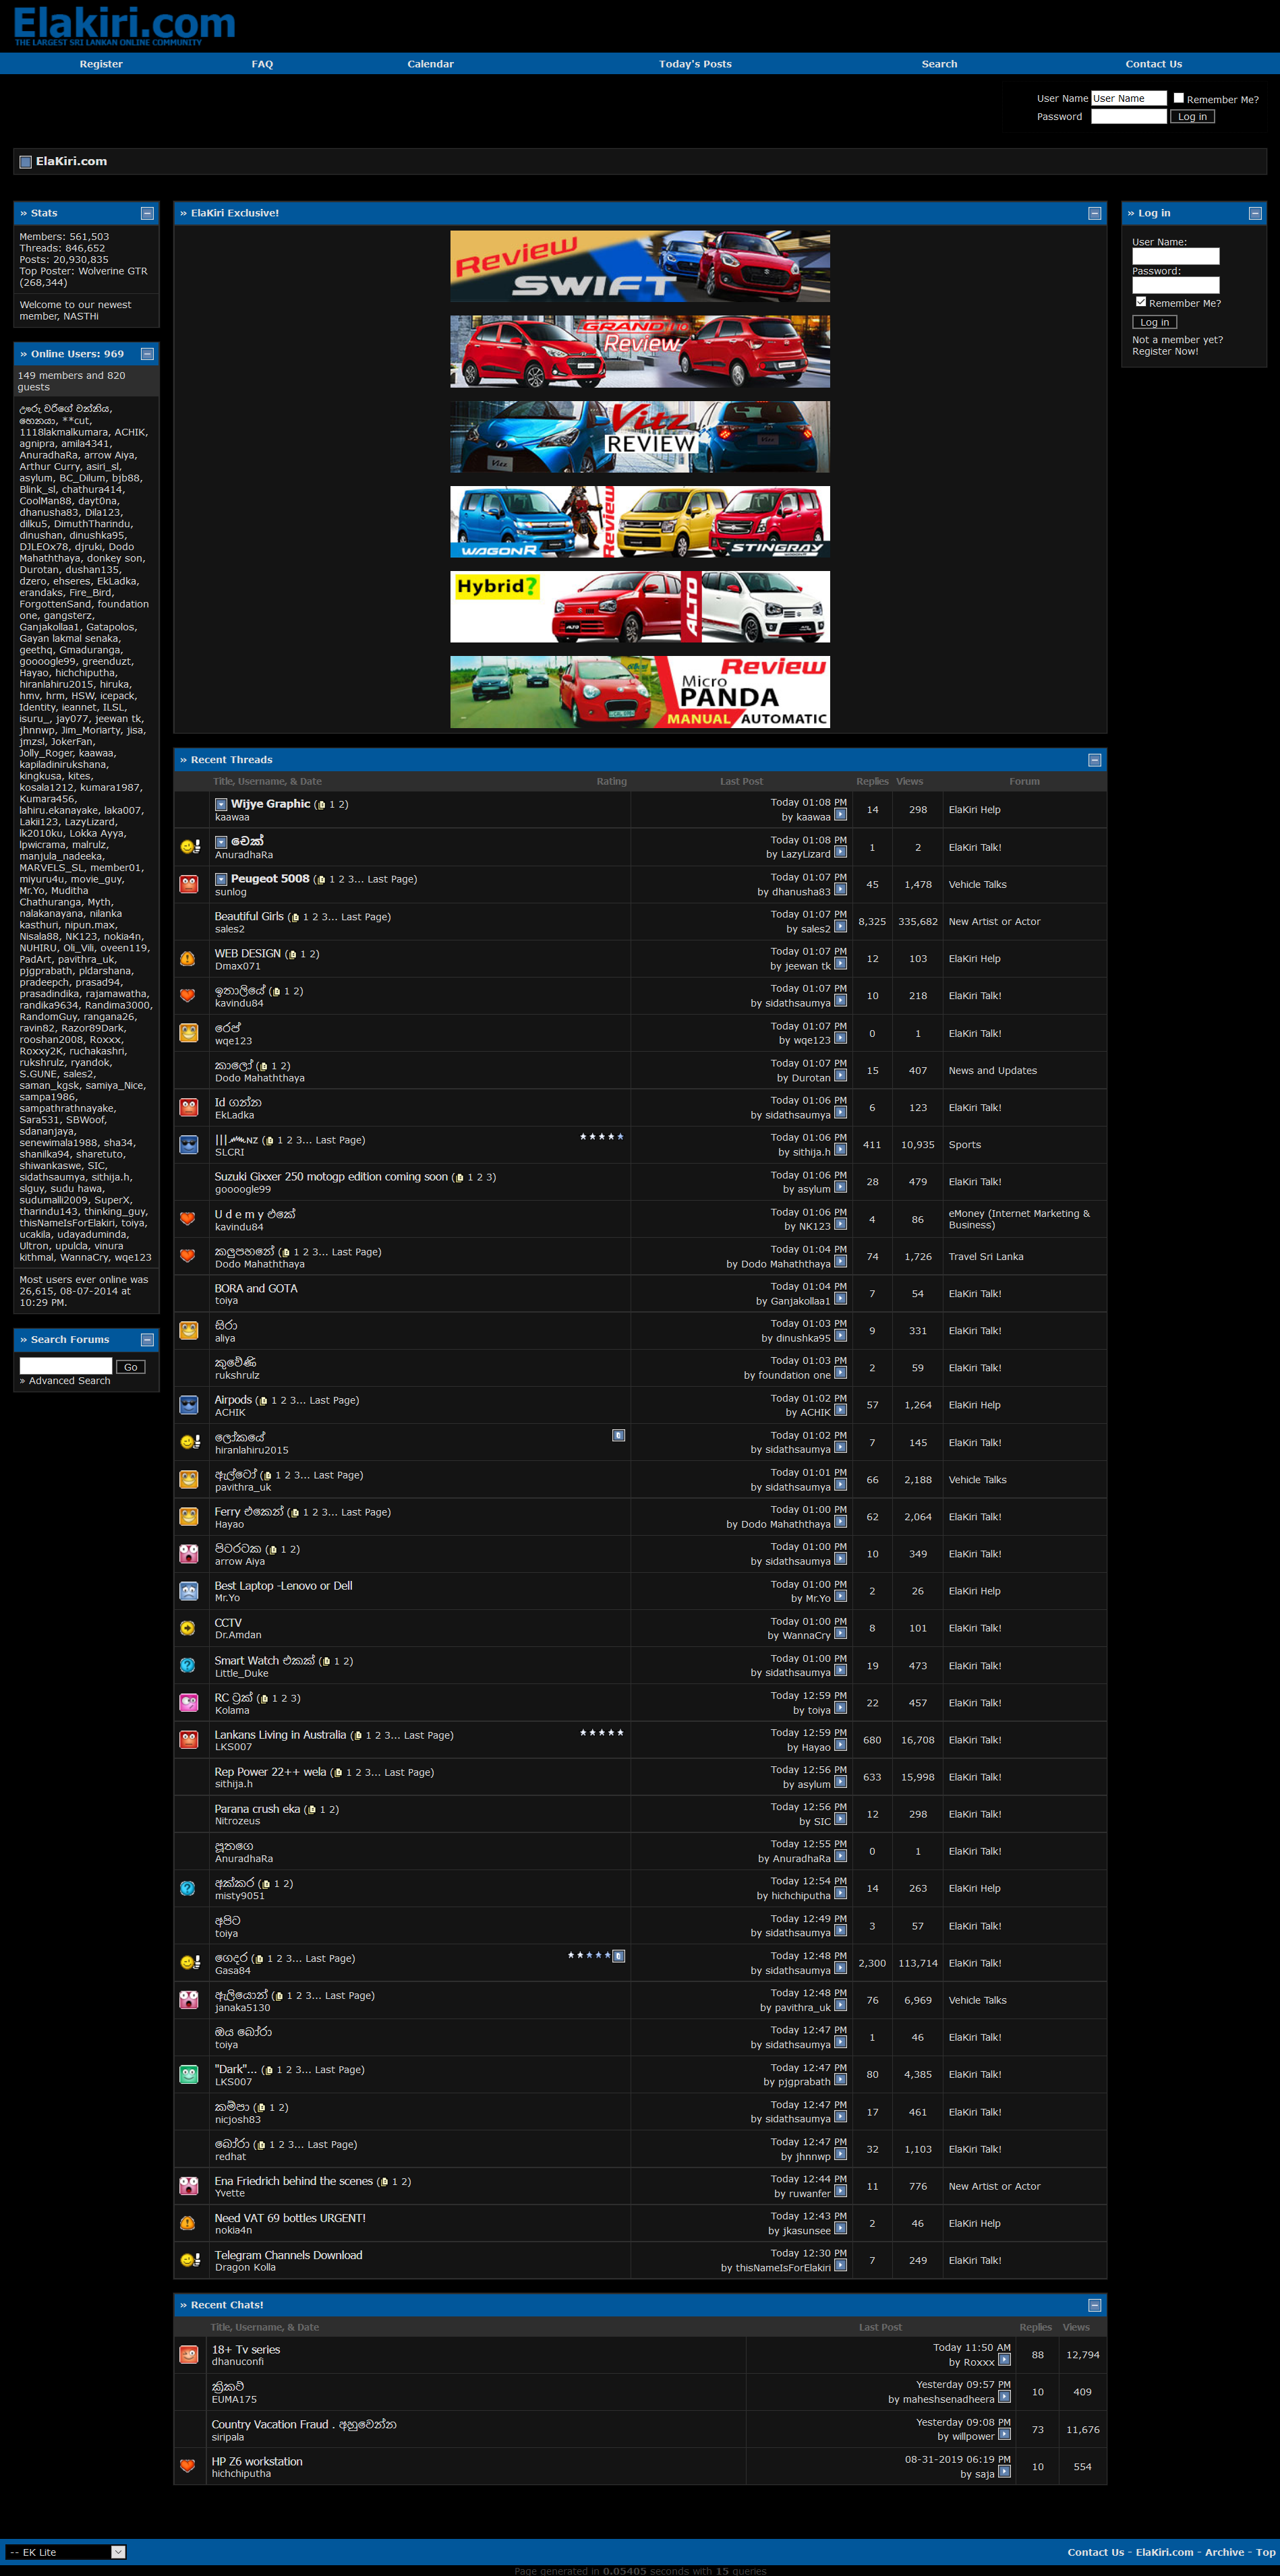 Elakiri.com
THE LARGEST SRI LANKAN ONLINE COMMUNITY
Register FAQ Calendar Today's Posts Search Contact Us
User Name User Name Remember Me?
Password Log in
ElaKiri.com
» Stats
Members: 561,503
Threads: 846,652
Posts: 20,930,835
Top Poster: Wolverine GTR
(268,344)
Welcome to our newest
member, NASTHi
» Online Users: 969
149 members and 820
guests
ඌරු වරිගේ වන්නිය,
හෙනයා, **cut,
1118lakmalkumara, ACHIK,
agnipra, amila4341,
AnuradhaRa, arrow Aiya,
Arthur Curry, asiri_sl,
asylum, BC_Dilum, bjb88,
Blink_sl, chathura414,
CoolMan88, dayt0na,
dhanusha83, Dila123,
dilku5, DimuthTharindu,
dinushan, dinushka95,
DJLEOx78, djruki, Dodo
Mahaththaya, donkey son,
Durotan, dushan135,
dzero, ehseres, EkLadka,
erandaks, Fire_Bird,
ForgottenSand, foundation
one, gangsterz,
Ganjakollaa1, Gatapolos,
Gayan lakmal senaka,
geethq, Gmaduranga,
goooogle99, greenduzt,
Hayao, hichchiputha,
hiranlahiru2015, hiruka,
hmv, hrm, HSW, icepack,
Identity, ieannet, ILSL,
isuru_, jay077, jeewan tk,
jhnnwp, Jim_Moriarty, jisa,
jmzsl, JokerFan,
Jolly_Roger, kaawaa,
kapiladinirukshana,
kingkusa, kites,
kosala1212, kumara1987,
Kumara456,
lahiru.ekanayake, laka007,
Lakii123, LazyLizard,
lk2010ku, Lokka Ayya,
lpwicrama, malrulz,
manjula_nadeeka,
MARVELS_SL, member01,
miyuru4u, movie_guy,
Mr.Yo, Muditha
Chathuranga, Myth,
nalakanayana, nilanka
kasthuri, nipun.max,
Nisala88, NK123, nokia4n,
NUHIRU, Oli_Vili, oveen119,
PadArt, pavithra_uk,
pjgprabath, pldarshana,
pradeepch, prasad94,
prasadindika, rajamawatha,
randika9634, Randima3000,
RandomGuy, rangana26,
ravin82, Razor89Dark,
rooshan2008, Roxxx,
Roxxy2K, ruchakashri,
rukshrulz, ryandok,
S.GUNE, sales2,
saman_kgsk, samiya_Nice,
sampa1986,
sampathrathnayake,
Sara531, SBWoof,
sdananjaya,
senewimala1988, sha34,
shanilka94, sharetuto,
shiwankaswe, SIC,
sidathsaumya, sithija.h,
slguy, sudu hawa,
sudumalli2009, SuperX,
tharindu143, thinking_guy,
thisNameIsForElakiri, toiya,
ucakila, udayaduminda,
Ultron, upulcla, vinura
kithmal, WannaCry, wqe123
Most users ever online was
26,615, 08-07-2014 at
10:29 PM.
» Search Forums
Go
» Advanced Search
» ElaKiri Exclusive!
Review
SWIFT
GRAND i10
Review
Vitz
REVIEW
Vitz
WAGONR Review STINGRAY
Hybrid? ALTO
Review
Micro
PANDA
MANUAL AUTOMATIC
» Recent Threads
Title, Username, & Date Rating Last Post Replies Views Forum
Wijye Graphic ( 1 2) Today 01:08 PM
kaawaa by kaawaa 14 298 ElaKiri Help
චෙක් Today 01:08 PM
AnuradhaRa by LazyLizard 1 2 ElaKiri Talk!
Peugeot 5008 ( 1 2 3... Last Page) Today 01:07 PM
sunlog by dhanusha83 45 1,478 Vehicle Talks
Beautiful Girls ( 1 2 3... Last Page) Today 01:07 PM
sales2 by sales2 8,325 335,682 New Artist or Actor
WEB DESIGN ( 1 2) Today 01:07 PM
Dmax071 by jeewan tk 12 103 ElaKiri Help
ඉතාලියේ ( 1 2) Today 01:07 PM
kavindu84 by sidathsaumya 10 218 ElaKiri Talk!
රෙප් Today 01:07 PM
wqe123 by wqe123 0 1 ElaKiri Talk!
කාලෝ ( 1 2) Today 01:07 PM
Dodo Mahaththaya by Durotan 15 407 News and Updates
Id ගන්න Today 01:06 PM
EkLadka by sidathsaumya 6 123 ElaKiri Talk!
( 1 2 3... Last Page) Today 01:06 PM
SLCRI by sithija.h 411 10,935 Sports
Suzuki Gixxer 250 motogp edition coming soon ( 1 2 3) Today 01:06 PM
goooogle99 by asylum 28 479 ElaKiri Talk!
U d e m y එකේ Today 01:06 PM
kavindu84 by NK123 4 86 eMoney (Internet Marketing & Business)
කලුපහනේ ( 1 2 3... Last Page) Today 01:04 PM
Dodo Mahaththaya by Dodo Mahaththaya 74 1,726 Travel Sri Lanka
BORA and GOTA Today 01:04 PM
toiya by Ganjakollaa1 7 54 ElaKiri Talk!
සිරා Today 01:03 PM
aliya by dinushka95 9 331 ElaKiri Talk!
කුවේණි Today 01:03 PM
rukshrulz by foundation one 2 59 ElaKiri Talk!
Airpods ( 1 2 3... Last Page) Today 01:02 PM
ACHIK by ACHIK 57 1,264 ElaKiri Help
ලෝකයේ Today 01:02 PM
hiranlahiru2015 by sidathsaumya 7 145 ElaKiri Talk!
ඇල්ටෝ ( 1 2 3... Last Page) Today 01:01 PM
pavithra_uk by sidathsaumya 66 2,188 Vehicle Talks
Ferry එකෙන් ( 1 2 3... Last Page) Today 01:00 PM
Hayao by Dodo Mahaththaya 62 2,064 ElaKiri Talk!
පිටරටක ( 1 2) Today 01:00 PM
arrow Aiya by sidathsaumya 10 349 ElaKiri Talk!
Best Laptop -Lenovo or Dell Today 01:00 PM
Mr.Yo by Mr.Yo 2 26 ElaKiri Help
CCTV Today 01:00 PM
Dr.Amdan by WannaCry 8 101 ElaKiri Talk!
Smart Watch එකක් ( 1 2) Today 01:00 PM
Little_Duke by sidathsaumya 19 473 ElaKiri Talk!
RC ට්‍රක් ( 1 2 3) Today 12:59 PM
Kolama by toiya 22 457 ElaKiri Talk!
Lankans Living in Australia ( 1 2 3... Last Page) Today 12:59 PM
LKS007 by Hayao 680 16,708 ElaKiri Talk!
Rep Power 22++ wela ( 1 2 3... Last Page) Today 12:56 PM
sithija.h by asylum 633 15,998 ElaKiri Talk!
Parana crush eka ( 1 2) Today 12:56 PM
Nitrozeus by SIC 12 298 ElaKiri Talk!
පූතගෙ Today 12:55 PM
AnuradhaRa by AnuradhaRa 0 1 ElaKiri Talk!
අක්කර ( 1 2) Today 12:54 PM
misty9051 by hichchiputha 14 263 ElaKiri Help
අපිට Today 12:49 PM
toiya by sidathsaumya 3 57 ElaKiri Talk!
ගෙදර ( 1 2 3... Last Page) Today 12:48 PM
Gasa84 by sidathsaumya 2,300 113,714 ElaKiri Talk!
ඇලියොන් ( 1 2 3... Last Page) Today 12:48 PM
janaka5130 by pavithra_uk 76 6,969 Vehicle Talks
ඔය බෝරා Today 12:47 PM
toiya by sidathsaumya 1 46 ElaKiri Talk!
"Dark"... ( 1 2 3... Last Page) Today 12:47 PM
LKS007 by pjgprabath 80 4,385 ElaKiri Talk!
කම්පා ( 1 2) Today 12:47 PM
nicjosh83 by sidathsaumya 17 461 ElaKiri Talk!
බෝරා ( 1 2 3... Last Page) Today 12:47 PM
redhat by jhnnwp 32 1,103 ElaKiri Talk!
Ena Friedrich behind the scenes ( 1 2) Today 12:44 PM
Yvette by ruwanfer 11 776 New Artist or Actor
Need VAT 69 bottles URGENT! Today 12:43 PM
nokia4n by jkasunsee 2 46 ElaKiri Help
Telegram Channels Download Today 12:30 PM
Dragon Kolla by thisNameIsForElakiri 7 249 ElaKiri Talk!
» Recent Chats!
Title, Username, & Date Last Post Replies Views
18+ Tv series Today 11:50 AM
dhanuconfi by Roxxx 88 12,794
ක්‍රිකට් Yesterday 09:57 PM
EUMA175 by maheshsenadheera 10 409
Country Vacation Fraud . අහුවෙන්න Yesterday 09:08 PM
siripala by willpower 73 11,676
HP Z6 workstation 08-31-2019 06:19 PM
hichchiputha by saja 10 554
» Log in
User Name:
Password:
Remember Me?
Log in
Not a member yet?
Register Now!
-- EK Lite Contact Us - ElaKiri.com - Archive - Top
Page generated in 0.05405 seconds with 15 queries